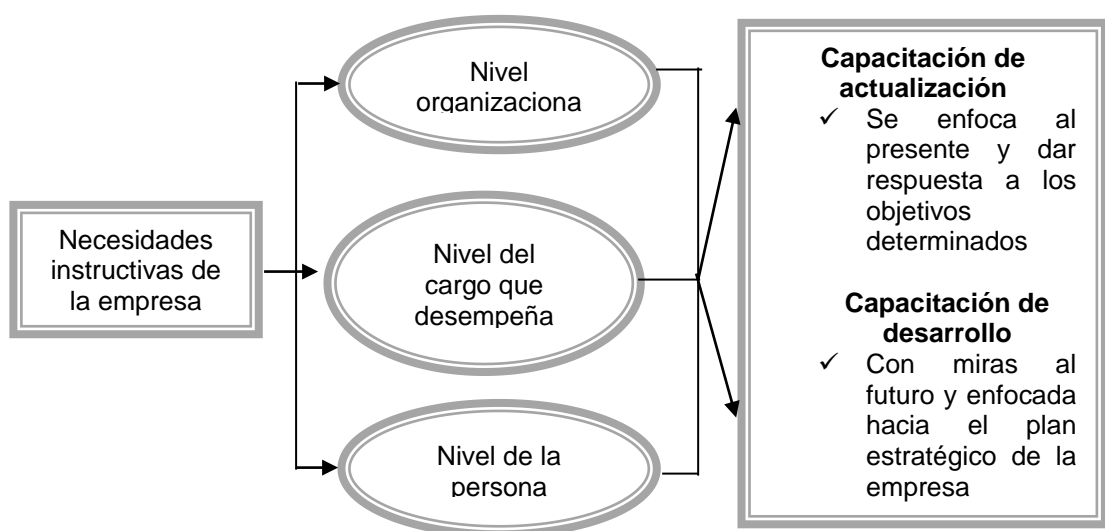 Necesidades
instructivas de
la empresa
Nivel
organizaciona
Nivel del
cargo que
desempeña
Nivel de la
persona
Capacitación de
actualización
✓ Se enfoca al
presente y dar
respuesta a los
objetivos
determinados
Capacitación de
desarrollo
✓ Con miras al
futuro y enfocada
hacia el plan
estratégico de la
empresa